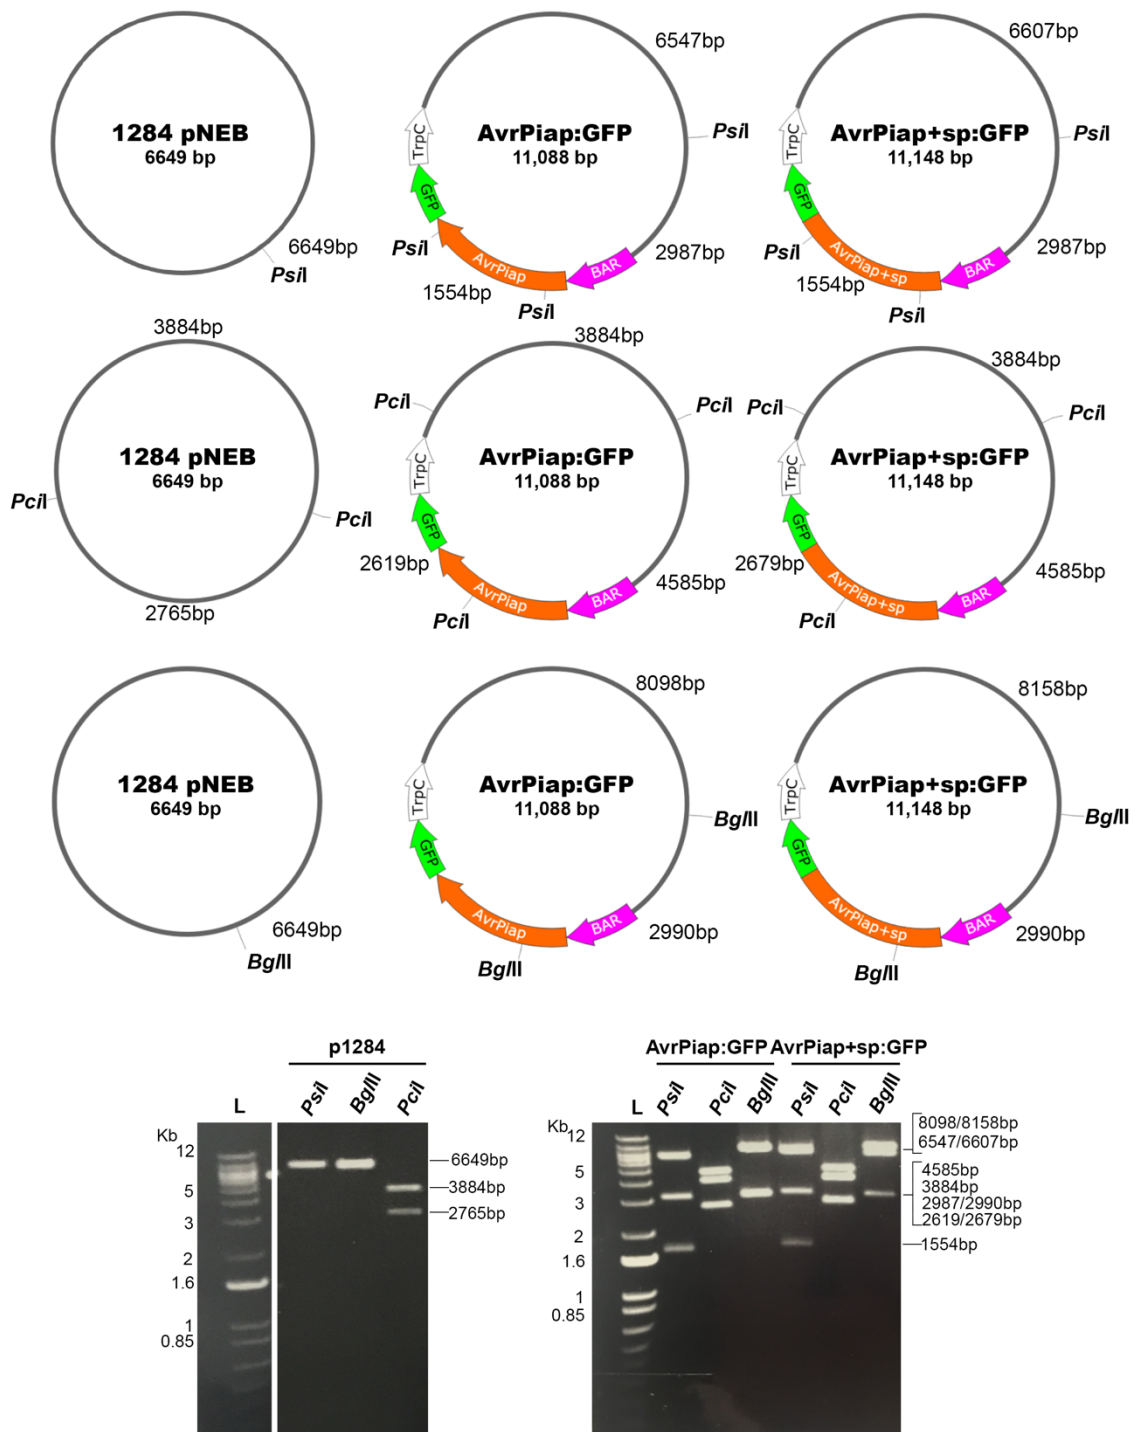 6547bp
6607bp
1284 pNEB
6649 bp
6649bp
PsiI
AvrPiap:GFP
11,088 bp
PsiI
TrpC
GFP
PsiI
AvrPiap
BAR
2987bp
1554bp
PsiI
AvrPiap+sp:GFP
11,148 bp
PsiI
TrpC
GFP
PsiI
AvrPiap+sp
BAR
2987bp
1554bp
PsiI
3884bp
1284 pNEB
6649 bp
PciI
PciI
2765bp
3884bp
PciI
PciI
AvrPiap:GFP
11,088 bp
TrpC
GFP
2619bp
AvrPiap
BAR
4585bp
PciI
3884bp
PciI
PciI
AvrPiap+sp:GFP
11,148 bp
TrpC
GFP
2679bp
AvrPiap+sp
BAR
4585bp
PciI
1284 pNEB
6649 bp
6649bp
BglII
8098bp
AvrPiap:GFP
11,088 bp
BglII
TrpC
GFP
AvrPiap
BAR
2990bp
BglII
8158bp
AvrPiap+sp:GFP
11,148 bp
BglII
TrpC
GFP
AvrPiap+sp
BAR
2990bp
BglII
p1284
L PsiI BglII PciI
Kb
12
5
3
2
1.6
1
0.85
6649bp
3884bp
2765bp
AvrPiap:GFP AvrPiap+sp:GFP
L PsiI PciI BglII PsiI PciI BglII
Kb
12
5
3
2
1.6
1
0.85
8098/8158bp
6547/6607bp
4585bp
3884bp
2987/2990bp
2619/2679bp
1554bp